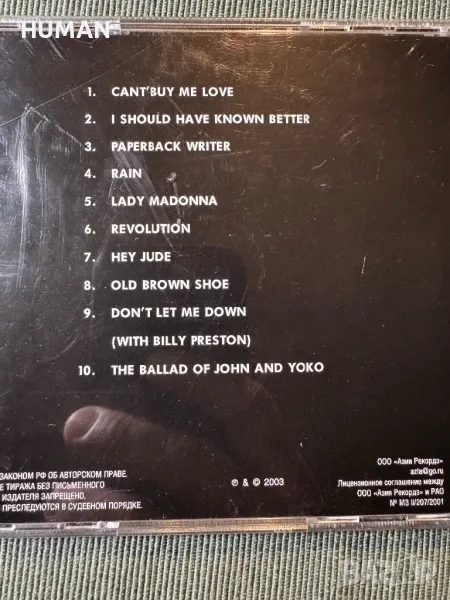 HUMAN
1. CANT'BUY ME LOVE
2. I SHOULD HAVE KNOWN BETTER
3. PAPERBACK WRITER
4. RAIN
5. LADY MADONNA
6. REVOLUTION
7. HEY JUDE
8. OLD BROWN SHOE
9. DON'T LET ME DOWN
(WITH BILLY PRESTON)
10. THE BALLAD OF JOHN AND YOKO
ЗАКОНОМ РФ ОБ АВТОРСКОМ ПРАВЕ.
Е ТИРАЖА БЕЗ ПИСЬМЕННОГО
ИЗДАТЕЛЯ ЗАПРЕЩЕНО.
ПРЕСЛЕДУЮТСЯ В СУДЕБНОМ ПОРЯДКЕ.
℗ & © 2003
ООО «Азия Рекордз»
azia@go.ru
Лицензионное соглашение между
ООО «Азия Рекордз» и РАО
№ МЗ II/207/2001